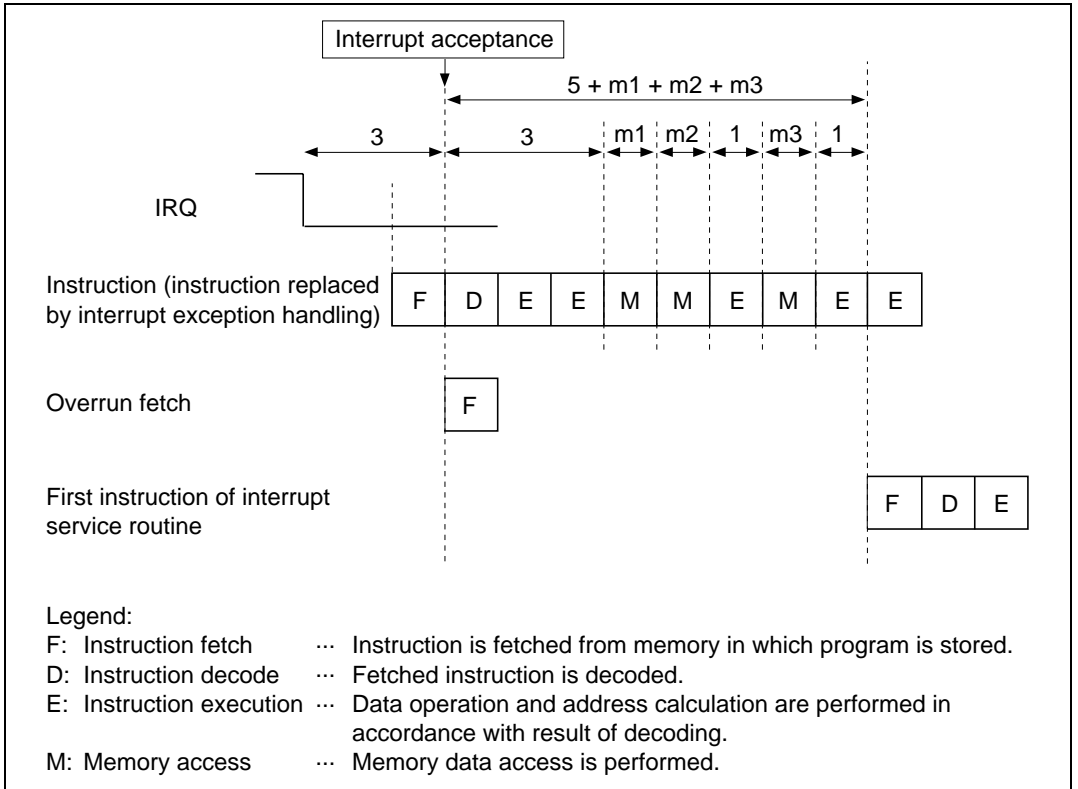 Interrupt acceptance
5 + m1 + m2 + m3
3 3 m1 m2 1 m3 1
IRQ
Instruction (instruction replaced
by interrupt exception handling)
F D E E M M E M E E
Overrun fetch
F
First instruction of interrupt
service routine
F D E
Legend:
F: Instruction fetch ··· Instruction is fetched from memory in which program is stored.
D: Instruction decode ··· Fetched instruction is decoded.
E: Instruction execution ··· Data operation and address calculation are performed in
accordance with result of decoding.
M: Memory access ··· Memory data access is performed.